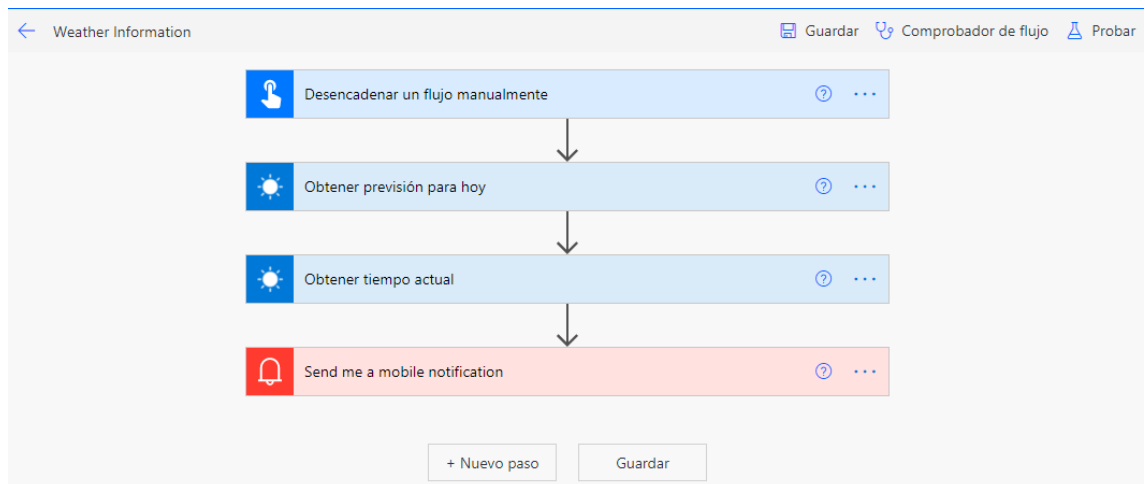 Weather Information
Guardar
Comprobador de flujo
Probar
Desencadenar un flujo manualmente
Obtener previsión para hoy
Obtener tiempo actual
Send me a mobile notification
+ Nuevo paso
Guardar